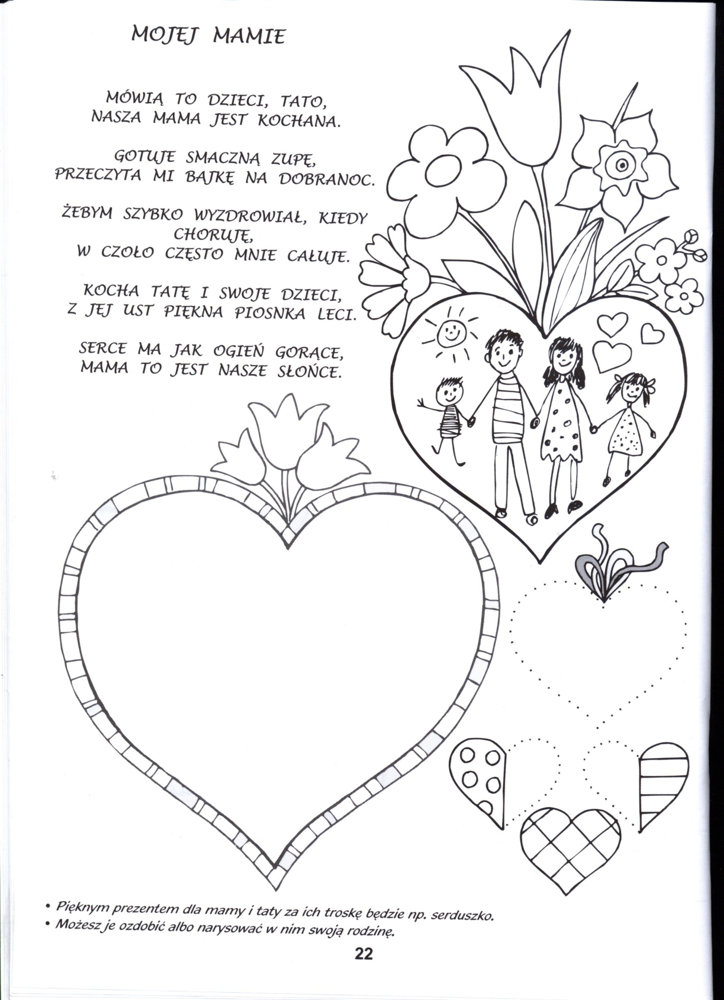 MOJEJ MAMIE
MÓWIĄ TO DZIECI, TATO,
NASZA MAMA JEST KOCHANA.
GOTUJE SMACZNĄ ZUPĘ,
PRZECZYTA MI BAJKĘ NA DOBRANOC.
ŻEBYM SZYBKO WYZDROWIAŁ, KIEDY
CHORUJĘ,
W CZOŁO CZĘSTO MNIE CAŁUJE.
KOCHA TATĘ I SWOJE DZIECI,
Z JEJ UST PIĘKNA PIOSNKA LECI.
SERCE MA JAK OGIEŃ GORĄCE,
MAMA TO JEST NASZE SŁOŃCE.
• Pięknym prezentem dla mamy i taty za ich troskę będzie np. serduszko.
• Możesz je ozdobić albo narysować w nim swoją rodzinę.
22